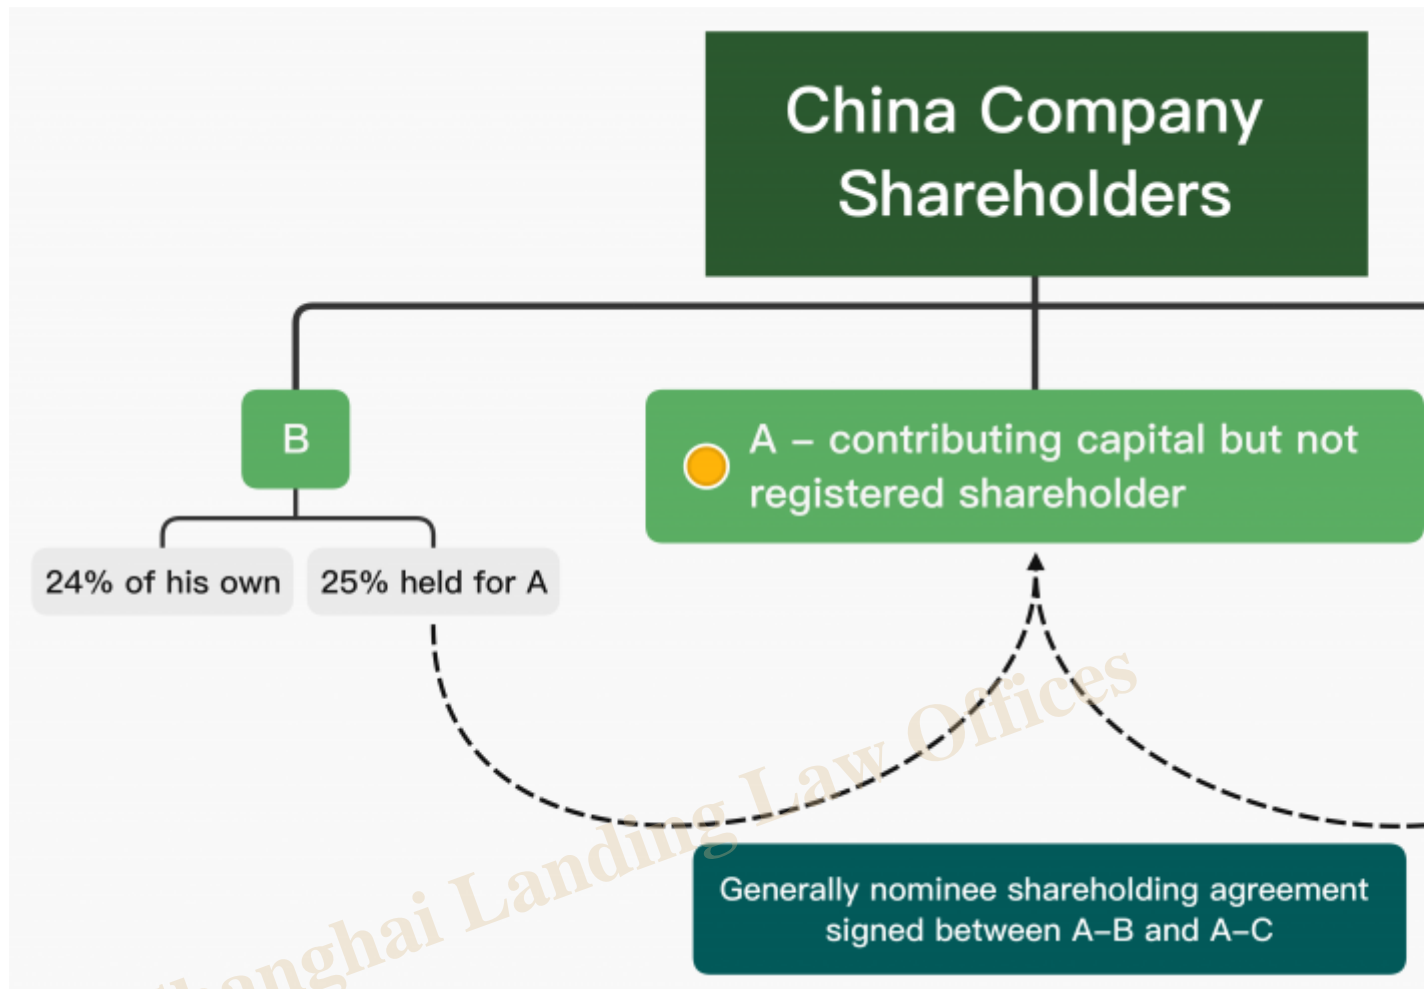 China Company
Shareholders
B
A – contributing capital but not
registered shareholder
24% of his own
25% held for A
Generally nominee shareholding agreement
signed between A–B and A–C
hanghai Landing Law Offices